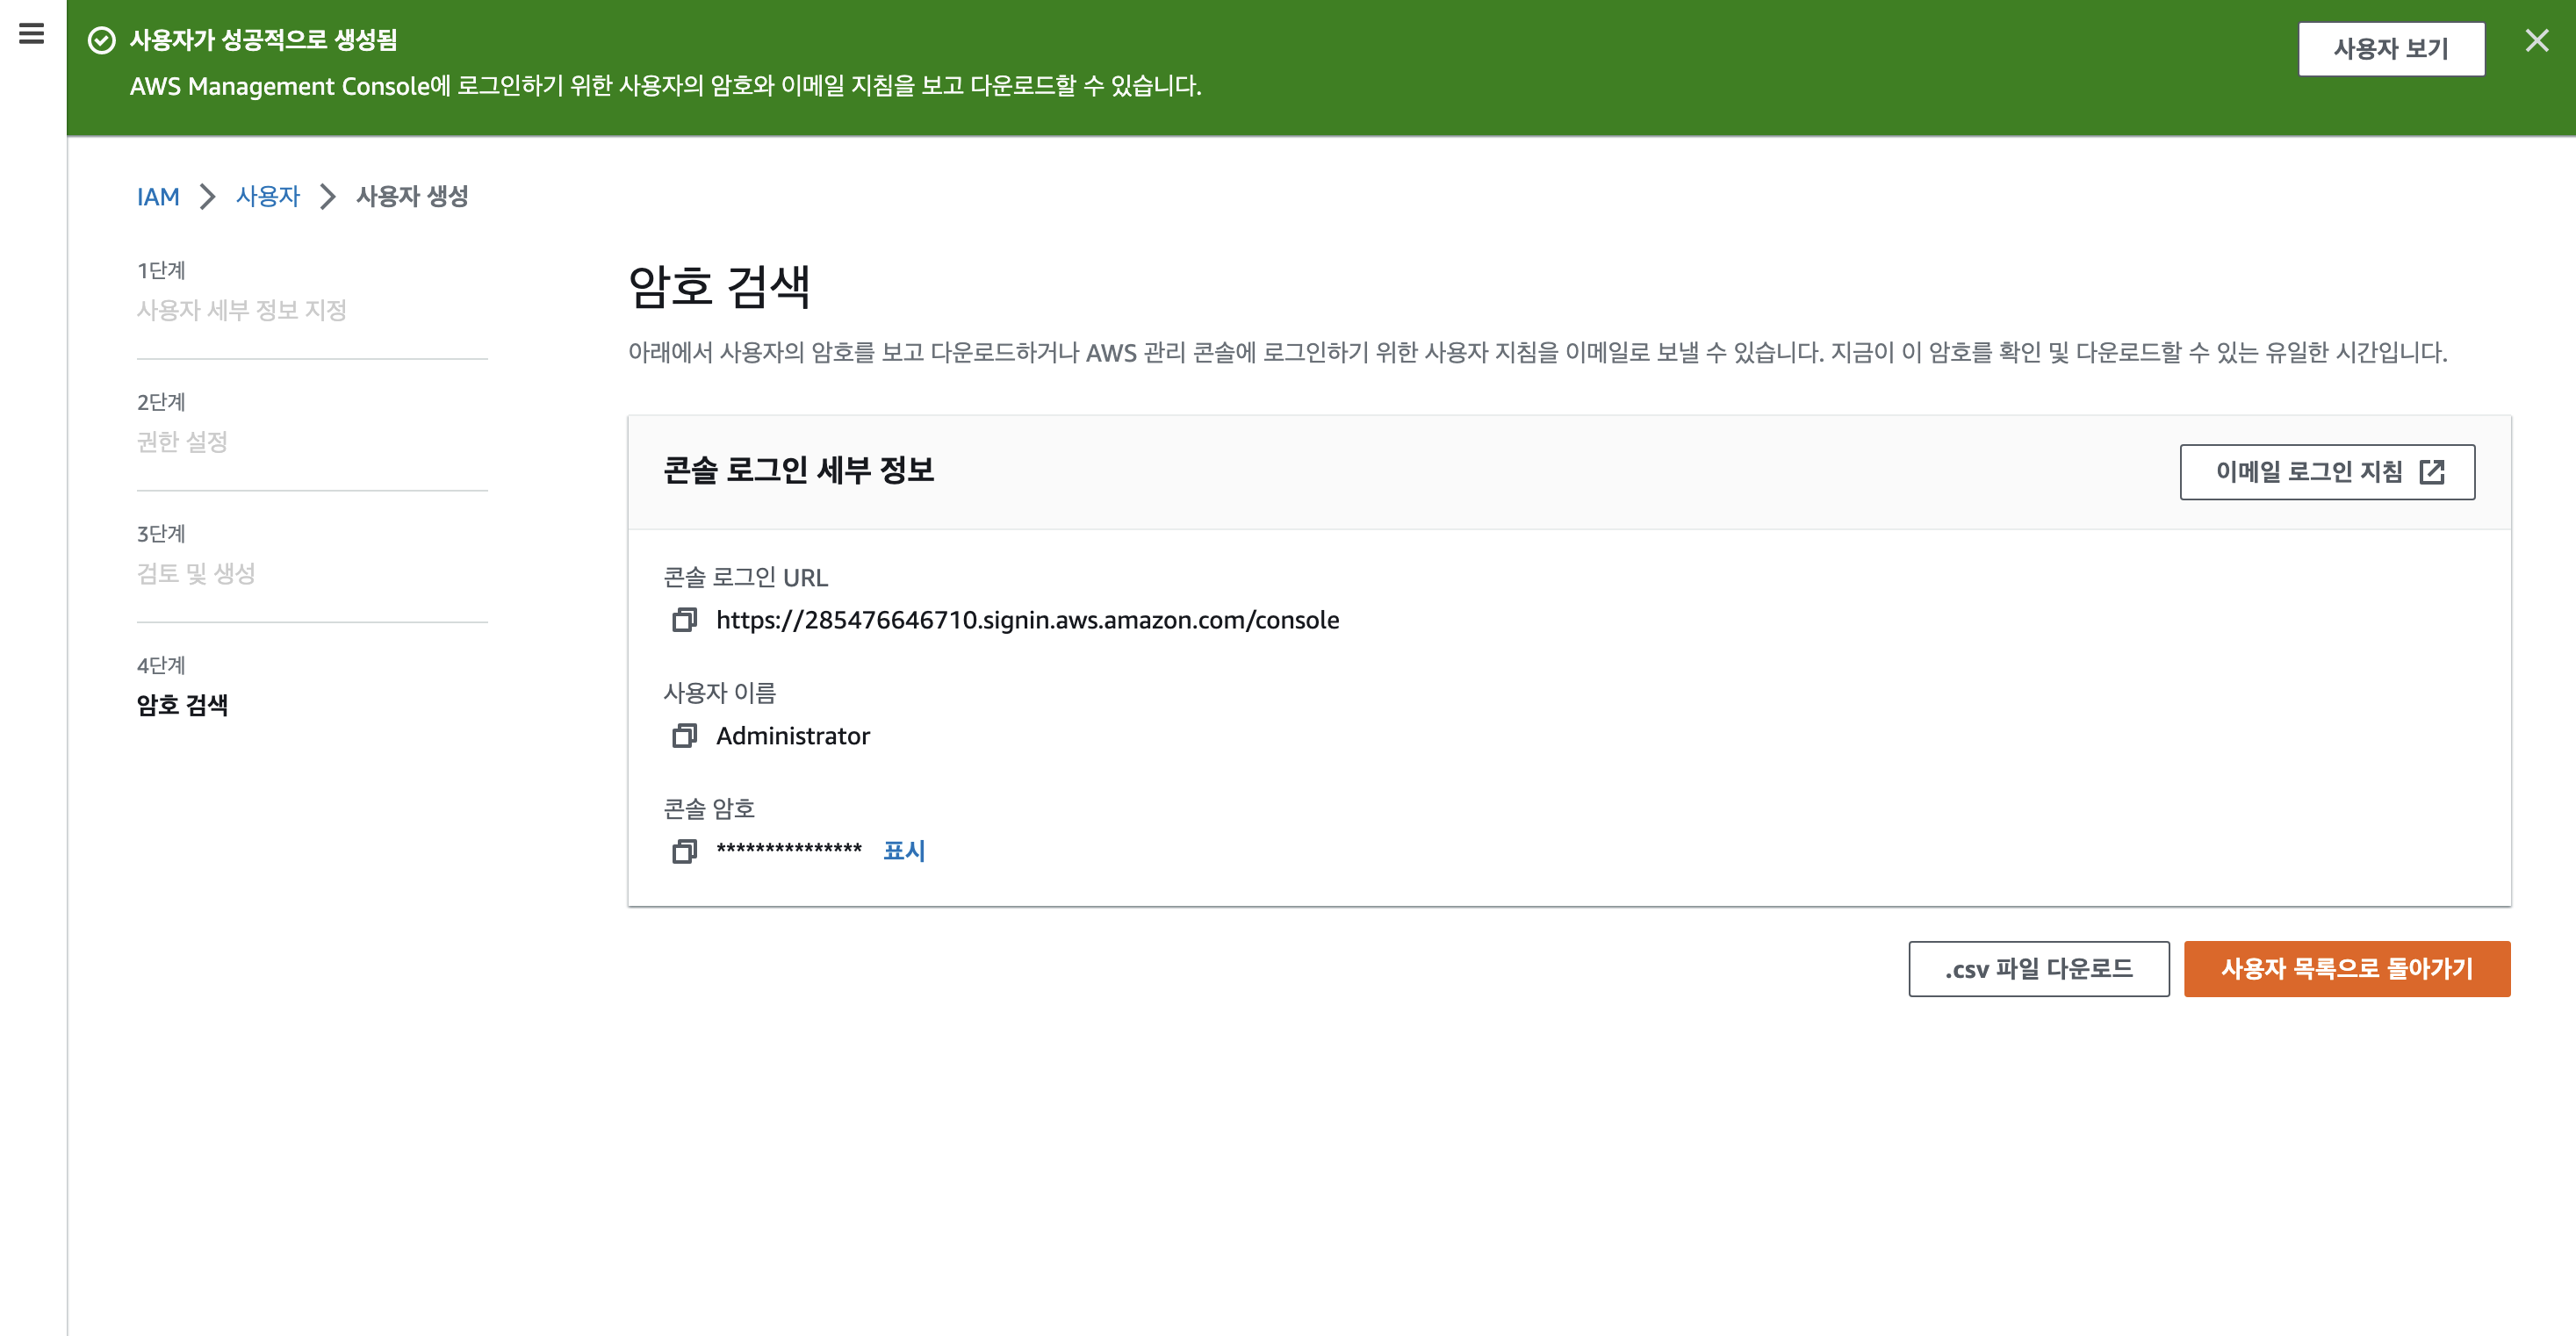 사용자가 성공적으로 생성됨
AWS Management Console에 로그인하기 위한 사용자의 암호와 이메일 지침을 보고 다운로드할 수 있습니다.
사용자 보기
IAM > 사용자 > 사용자 생성
1단계
사용자 세부 정보 지정
2단계
권한 설정
3단계
검토 및 생성
4단계
암호 검색
암호 검색
아래에서 사용자의 암호를 보고 다운로드하거나 AWS 관리 콘솔에 로그인하기 위한 사용자 지침을 이메일로 보낼 수 있습니다. 지금이 이 암호를 확인 및 다운로드할 수 있는 유일한 시간입니다.
콘솔 로그인 세부 정보
이메일 로그인 지침
콘솔 로그인 URL
https://285476646710.signin.aws.amazon.com/console
사용자 이름
Administrator
콘솔 암호
*************** 표시
.csv 파일 다운로드
사용자 목록으로 돌아가기